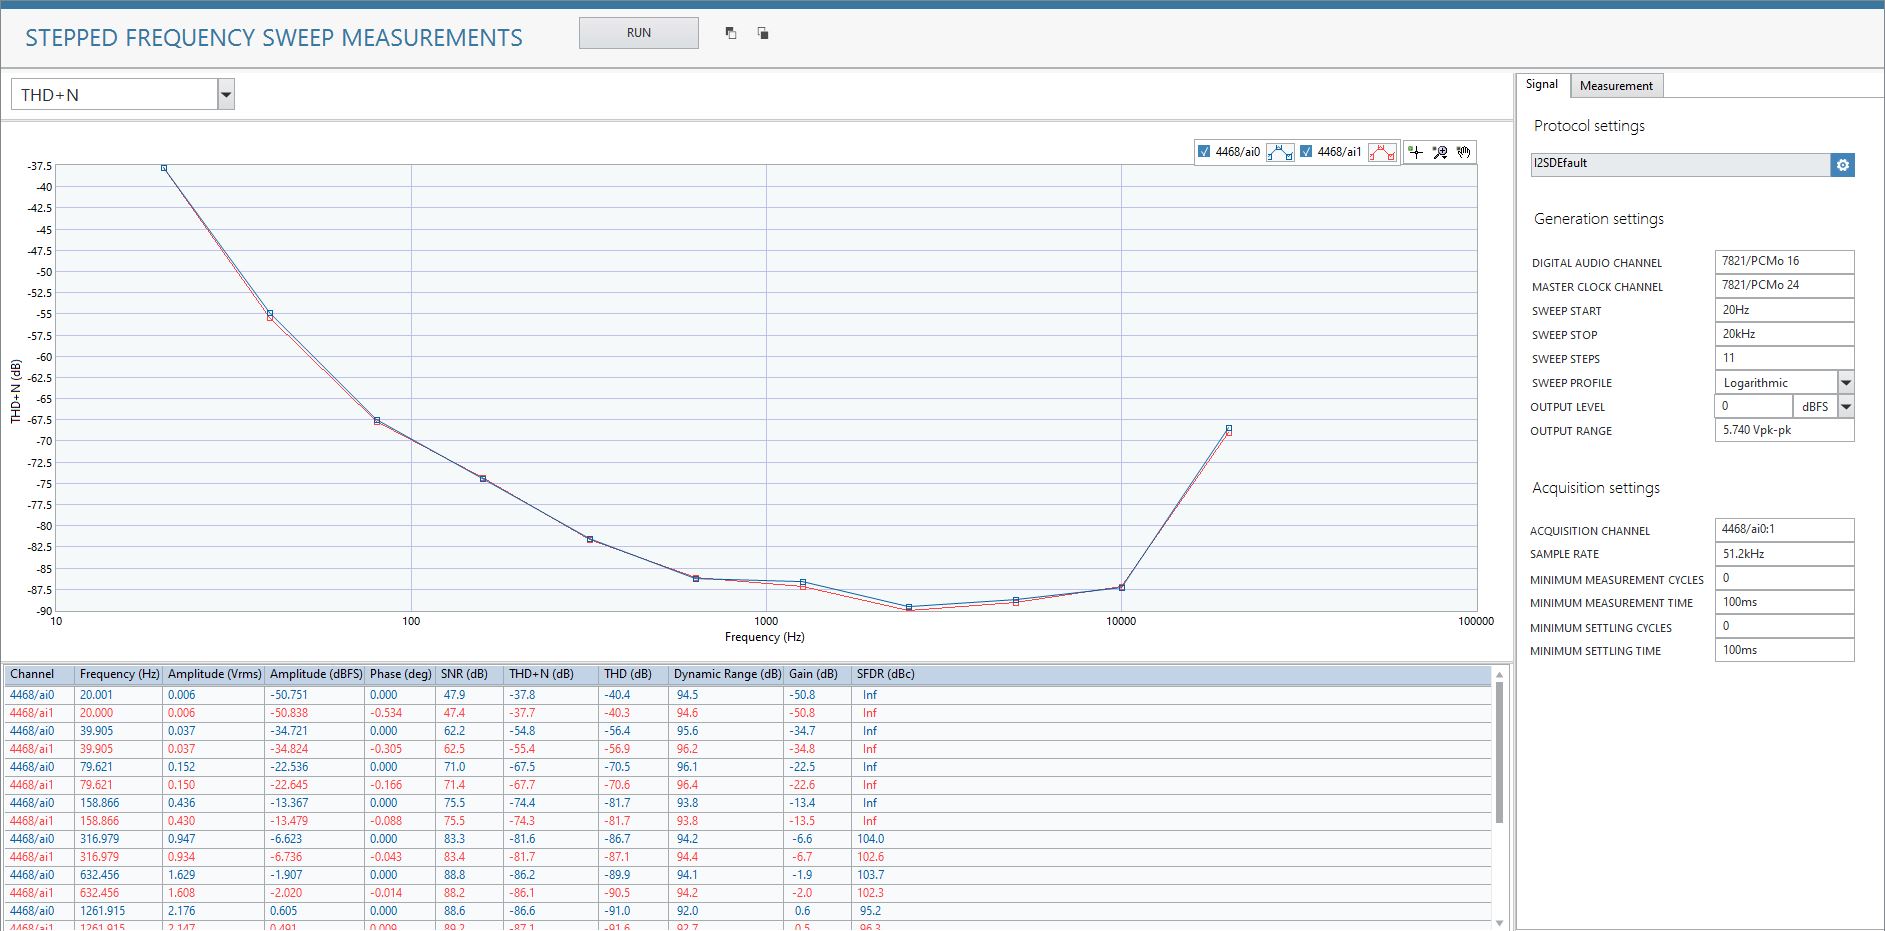 STEPPED FREQUENCY SWEEP MEASUREMENTS RUN
THD+N
4468/ai0 4468/ai1
-37.5
-40
-42.5
-45
-47.5
-50
-52.5
-55
-57.5
-60
-62.5
-65
-67.5
-70
-72.5
-75
-77.5
-80
-82.5
-85
-87.5
-90
THD+N (dB)
10 100 1000 10000 100000
Frequency (Hz)
Channel Frequency (Hz) Amplitude (Vrms) Amplitude (dBFS) Phase (deg) SNR (dB) THD+N (dB) THD (dB) Dynamic Range (dB) Gain (dB) SFDR (dBc)
4468/ai0 20.001 0.006 -50.751 0.000 47.9 -37.8 -40.4 94.5 -50.8 Inf
4468/ai1 20.000 0.006 -50.838 -0.534 47.4 -37.7 -40.3 94.6 -50.8 Inf
4468/ai0 39.905 0.037 -34.721 0.000 62.2 -54.8 -56.4 95.6 -34.7 Inf
4468/ai1 39.905 0.037 -34.824 -0.305 62.5 -55.4 -56.9 96.2 -34.8 Inf
4468/ai0 79.621 0.152 -22.536 0.000 71.0 -67.5 -70.5 96.1 -22.5 Inf
4468/ai1 79.621 0.150 -22.645 -0.166 71.4 -67.7 -70.6 96.4 -22.6 Inf
4468/ai0 158.866 0.436 -13.367 0.000 75.5 -74.4 -81.7 93.8 -13.4 Inf
4468/ai1 158.866 0.430 -13.479 -0.088 75.5 -74.3 -81.7 93.8 -13.5 Inf
4468/ai0 316.979 0.947 -6.623 0.000 83.3 -81.6 -86.7 94.2 -6.6 104.0
4468/ai1 316.979 0.934 -6.736 -0.043 83.4 -81.7 -87.1 94.4 -6.7 102.6
4468/ai0 632.456 1.629 -1.907 0.000 88.8 -86.2 -89.9 94.1 -1.9 103.7
4468/ai1 632.456 1.608 -2.020 -0.014 88.2 -86.1 -90.5 94.2 -2.0 102.3
4468/ai0 1261.915 2.176 0.605 0.000 88.6 -86.6 -91.0 92.0 0.6 95.2
4468/ai1 1261.915 2.147 0.491 0.009 89.2 -87.1 -91.6 92.7 0.5 96.3
Signal Measurement
Protocol settings
I2SDEfault
Generation settings
DIGITAL AUDIO CHANNEL 7821/PCMo 16
MASTER CLOCK CHANNEL 7821/PCMo 24
SWEEP START 20Hz
SWEEP STOP 20kHz
SWEEP STEPS 11
SWEEP PROFILE Logarithmic
OUTPUT LEVEL 0 dBFS
OUTPUT RANGE 5.740 Vpk-pk
Acquisition settings
ACQUISITION CHANNEL 4468/ai0:1
SAMPLE RATE 51.2kHz
MINIMUM MEASUREMENT CYCLES 0
MINIMUM MEASUREMENT TIME 100ms
MINIMUM SETTLING CYCLES 0
MINIMUM SETTLING TIME 100ms